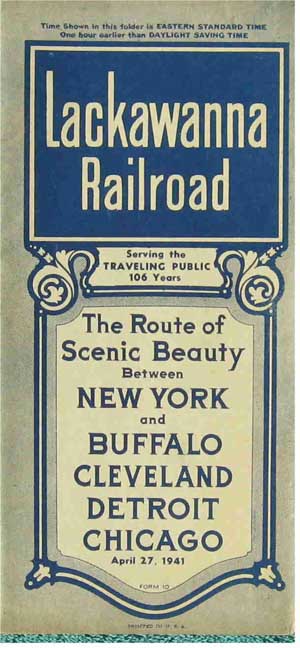 Time Shown in this folder is EASTERN STANDARD TIME
One hour earlier than DAYLIGHT SAVING TIME
Lackawanna
Railroad
Serving the
TRAVELING PUBLIC
106 Years
The Route of
Scenic Beauty
Between
NEW YORK
and
BUFFALO
CLEVELAND
DETROIT
CHICAGO
April 27, 1941
FORM 10
PRINTED IN U. S. A.